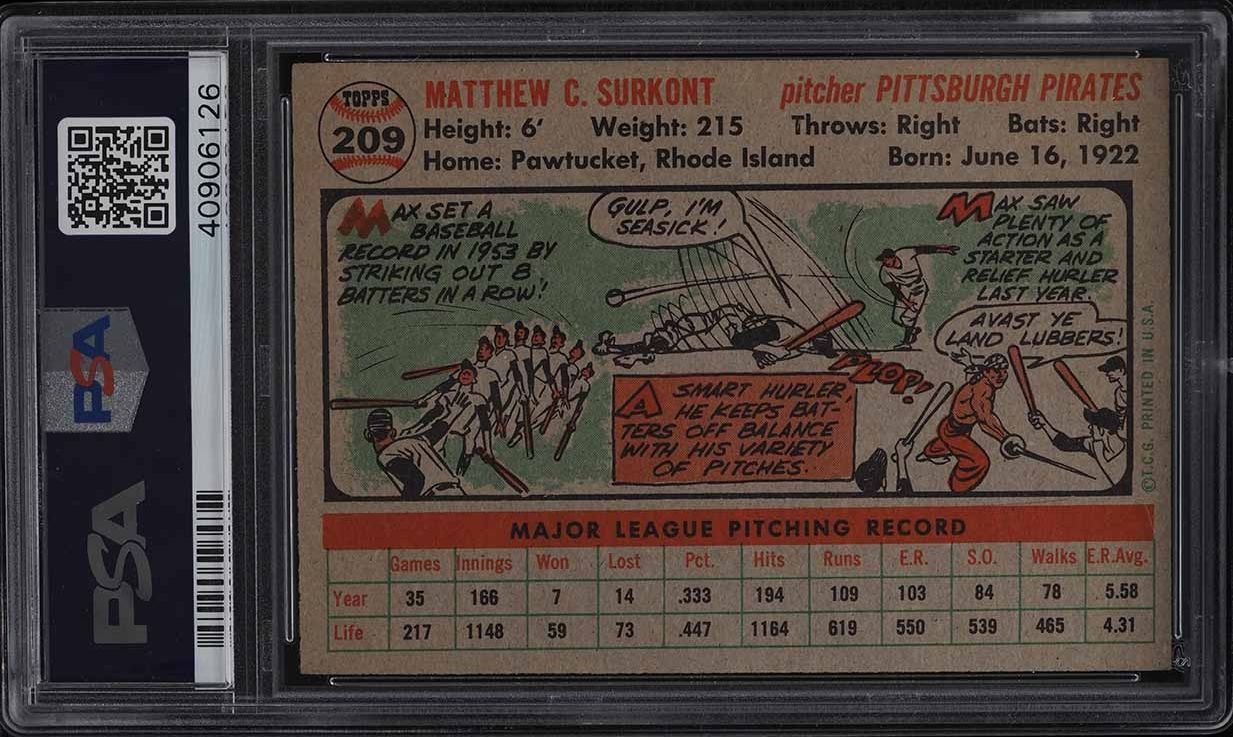 40906126
PSA
PSA
TOPPS
209
MATTHEW C. SURKONT pitcher PITTSBURGH PIRATES
Height: 6' Weight: 215 Throws: Right Bats: Right
Home: Pawtucket, Rhode Island Born: June 16, 1922
MAX SET A
BASEBALL
RECORD IN 1953 BY
STRIKING OUT 8
BATTERS IN A ROW!
GULP, I'M
SEASICK!
MAX SAW
PLENTY OF
ACTION AS A
STARTER AND
RELIEF HURLER
LAST YEAR.
AVAST YE
LAND LUBBERS!
PLOP!
A SMART HURLER,
HE KEEPS BAT-
TERS OFF BALANCE
WITH HIS VARIETY
OF PITCHES.
©T.C.G. PRINTED IN U.S.A.
MAJOR LEAGUE PITCHING RECORD
Games Innings Won Lost Pct. Hits Runs E.R. S.O. Walks E.R.Avg.
Year 35 166 7 14 .333 194 109 103 84 78 5.58
Life 217 1148 59 73 .447 1164 619 550 539 465 4.31